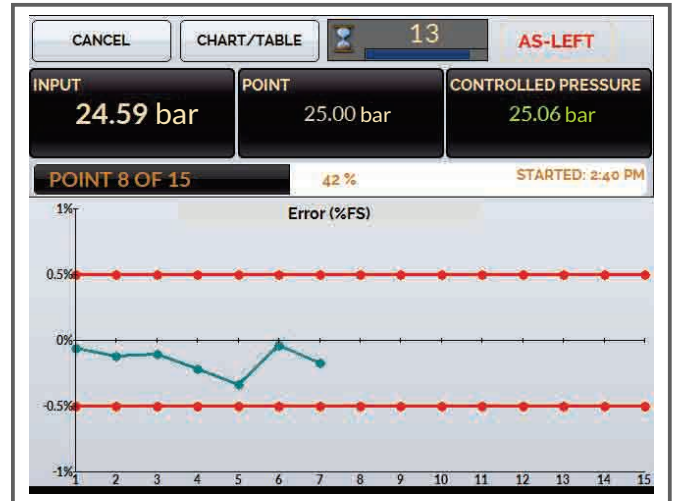 CANCEL
CHART/TABLE
13
AS-LEFT
INPUT
24.59 bar
POINT
25.00 bar
CONTROLLED PRESSURE
25.06 bar
POINT 8 OF 15
42 %
STARTED: 2:40 PM
Error (%FS)
1%
0.5%
0%
-0.5%
-1%
1 2 3 4 5 6 7 8 9 10 11 12 13 14 15